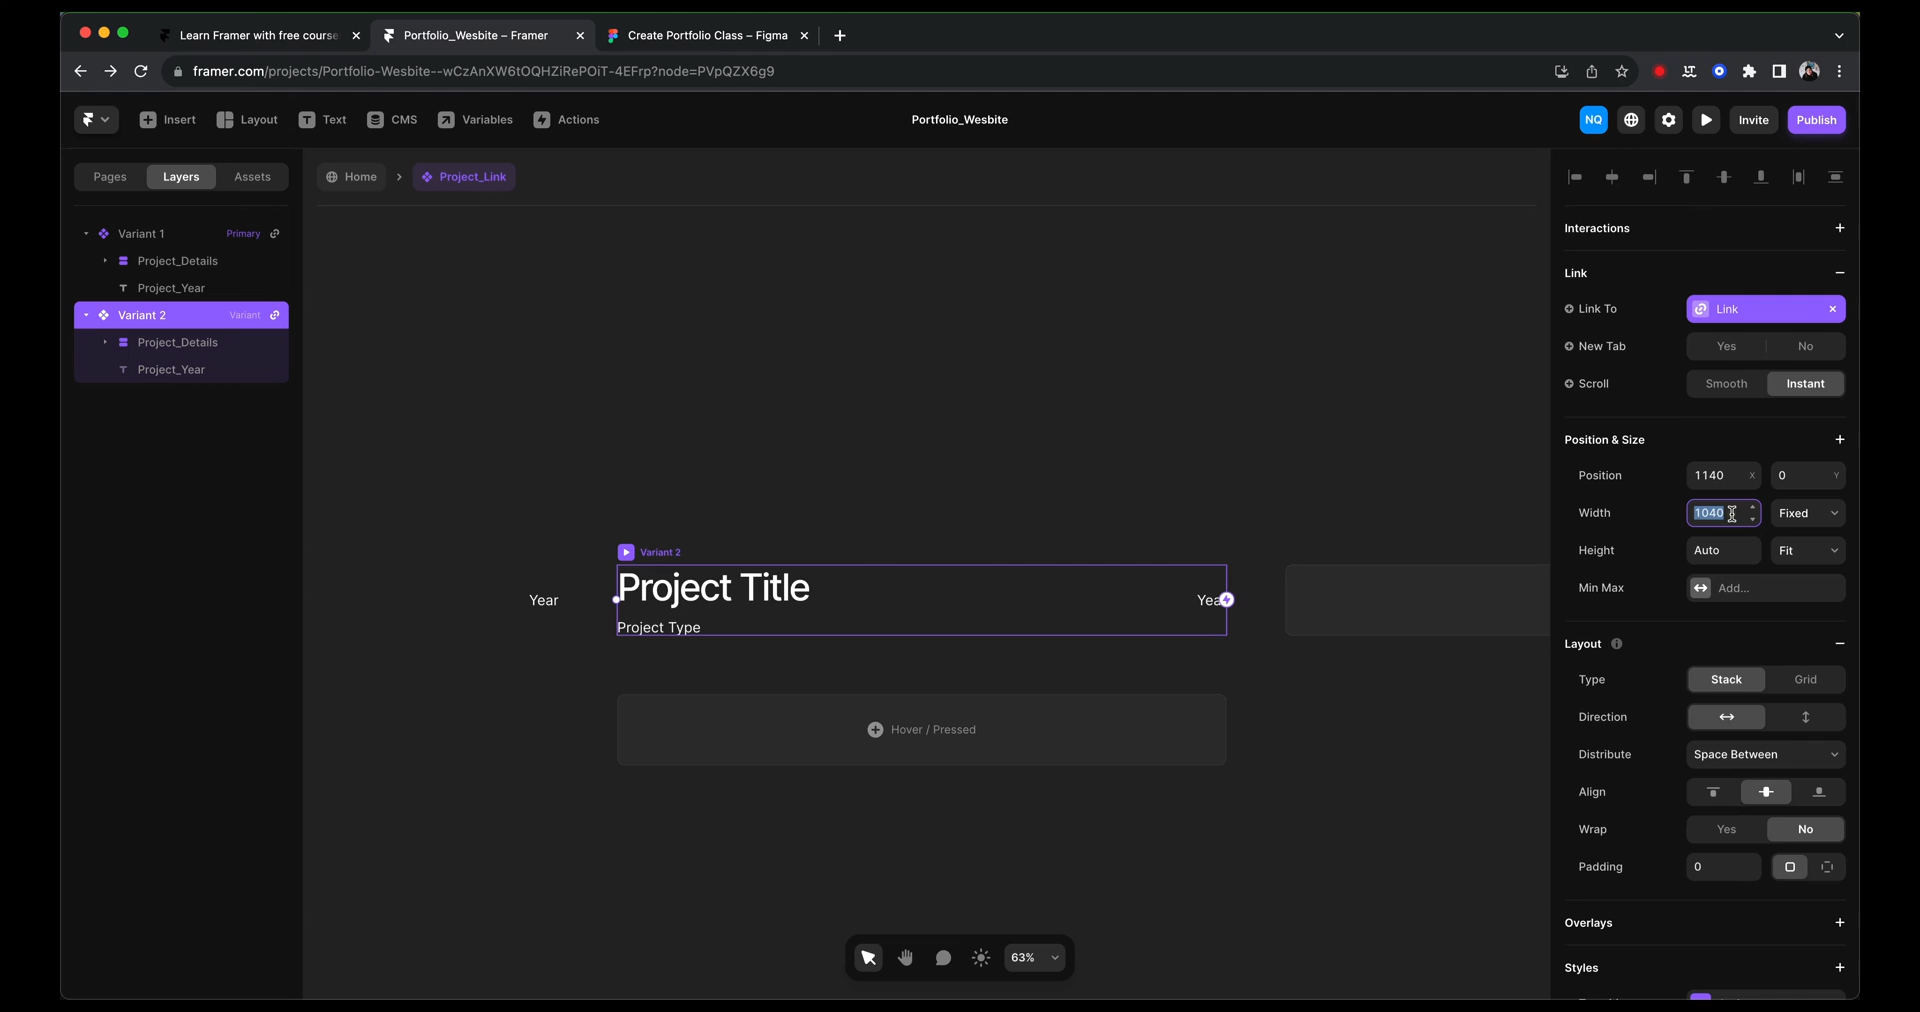 Learn Framer with free course
Portfolio_Wesbite – Framer
Create Portfolio Class – Figma
framer.com/projects/Portfolio-Wesbite--wCzAnXW6tOQHZiRePOiT-4EFrp?node=PVpQZX6g9
Insert
Layout
Text
CMS
Variables
Actions
Portfolio_Wesbite
NQ
Invite
Publish
Pages
Layers
Assets
Variant 1
Primary
Project_Details
Project_Year
Variant 2
Variant
Project_Details
Project_Year
Home
Project_Link
Year
Variant 2
Project Title
Project Type
Yea
Hover / Pressed
63%
Interactions
Link
Link To
Link
New Tab
Yes
No
Scroll
Smooth
Instant
Position & Size
Position
1140
X
0
Y
Width
1040
Fixed
Height
Auto
Fit
Min Max
Add...
Layout
Type
Stack
Grid
Direction
Distribute
Space Between
Align
Wrap
Yes
No
Padding
0
Overlays
Styles